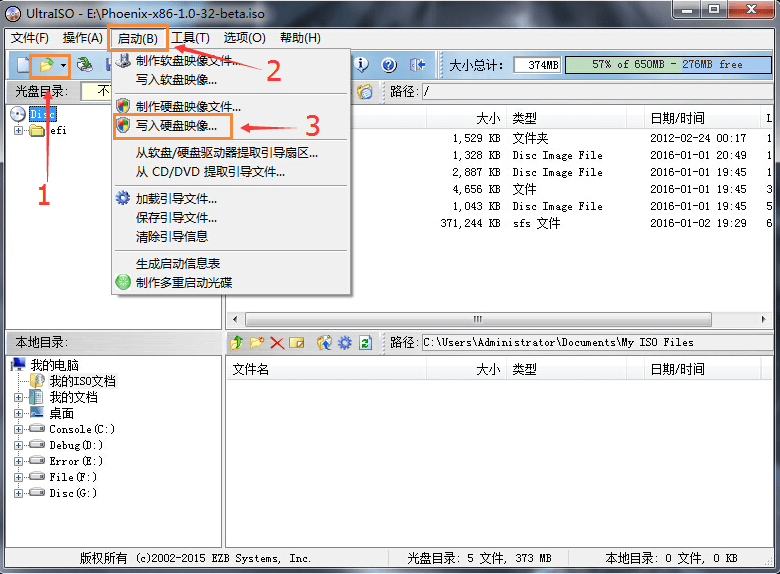 UltraISO - E:\Phoenix-x86-1.0-32-beta.iso
文件(F) 操作(A) 启动(B) 工具(T) 选项(O) 帮助(H)
制作软盘映像文件...
写入软盘映像...
制作硬盘映像文件...
写入硬盘映像...
从软盘/硬盘驱动器提取引导扇区...
从 CD/DVD 提取引导文件...
加载引导文件...
保存引导文件...
清除引导信息
生成启动信息表
制作多重启动光碟
1
2
3
大小总计: 374MB 57% of 650MB - 276MB free
光盘目录: 不 路径: /
Disc
efi
大小 类型 日期/时间
1,529 KB 文件夹 2012-02-24 00:17 1
1,328 KB Disc Image File 2016-01-01 20:49 1
2,887 KB Disc Image File 2016-01-01 19:45 1
4,656 KB 文件 2016-01-01 19:45 3
1,043 KB Disc Image File 2016-01-01 19:45 5
371,244 KB sfs 文件 2016-01-02 19:29 6
本地目录: 路径: C:\Users\Administrator\Documents\My ISO Files
我的电脑
我的ISO文档
我的文档
桌面
Console(C:)
Debug(D:)
Error(E:)
File(F:)
Disc(G:)
文件名 大小 类型 日期/时间
版权所有 (c)2002-2015 EZB Systems, Inc. 光盘目录: 5 文件, 373 MB 本地目录: 0 文件, 0 KB